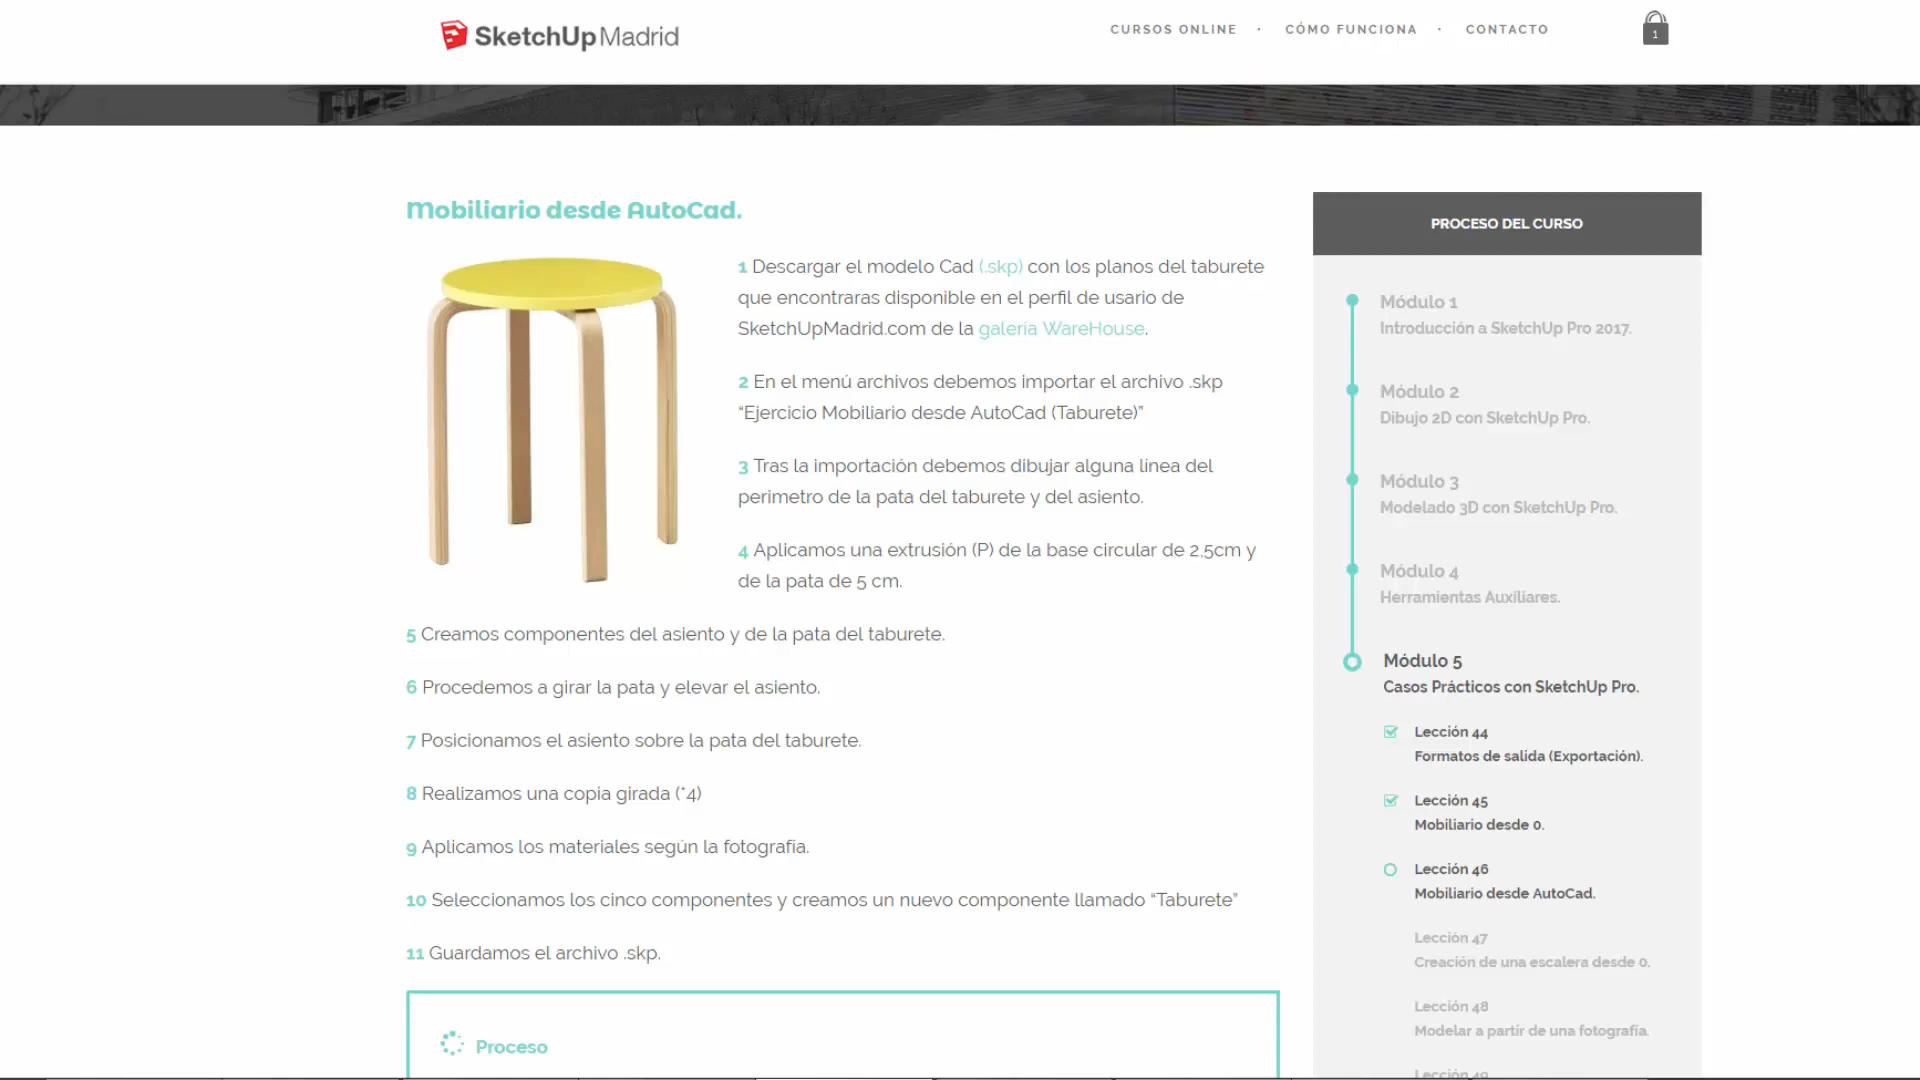 SketchUp Madrid
CURSOS ONLINE · CÓMO FUNCIONA · CONTACTO
1
Mobiliario desde AutoCad.
1 Descargar el modelo Cad (.skp) con los planos del taburete
que encontraras disponible en el perfil de usario de
SketchUpMadrid.com de la galería WareHouse.
2 En el menú archivos debemos importar el archivo .skp
“Ejercicio Mobiliario desde AutoCad (Taburete)”
3 Tras la importación debemos dibujar alguna línea del
perímetro de la pata del taburete y del asiento.
4 Aplicamos una extrusión (P) de la base circular de 2,5cm y
de la pata de 5 cm.
5 Creamos componentes del asiento y de la pata del taburete.
6 Procedemos a girar la pata y elevar el asiento.
7 Posicionamos el asiento sobre la pata del taburete.
8 Realizamos una copia girada (*4)
9 Aplicamos los materiales según la fotografía.
10 Seleccionamos los cinco componentes y creamos un nuevo componente llamado “Taburete”
11 Guardamos el archivo .skp.
Proceso
PROCESO DEL CURSO
Módulo 1
Introducción a SketchUp Pro 2017.
Módulo 2
Dibujo 2D con SketchUp Pro.
Módulo 3
Modelado 3D con SketchUp Pro.
Módulo 4
Herramientas Auxiliares.
Módulo 5
Casos Prácticos con SketchUp Pro.
Lección 44
Formatos de salida (Exportación).
Lección 45
Mobiliario desde 0.
Lección 46
Mobiliario desde AutoCad.
Lección 47
Creación de una escalera desde 0.
Lección 48
Modelar a partír de una fotografía.
Lección 49